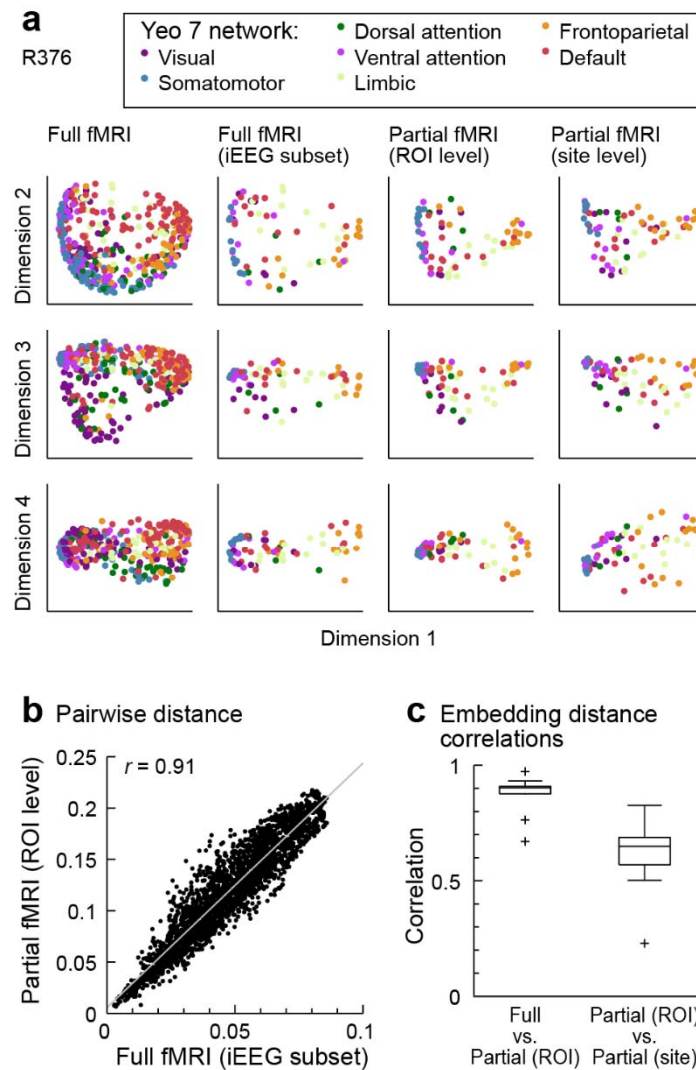 a
R376
Yeo 7 network:
Visual
Somatomotor
Dorsal attention
Ventral attention
Limbic
Frontoparietal
Default
Full fMRI
Full fMRI
(iEEG subset)
Partial fMRI
(ROI level)
Partial fMRI
(site level)
Dimension 2
Dimension 3
Dimension 4
Dimension 1
b Pairwise distance
r = 0.91
0.25
0.2
0.15
0.1
0.05
0
0
0.05
0.1
Partial fMRI (ROI level)
Full fMRI (iEEG subset)
c Embedding distance
correlations
1
0.5
0
Correlation
Full
vs.
Partial (ROI)
Partial (ROI)
vs.
Partial (site)